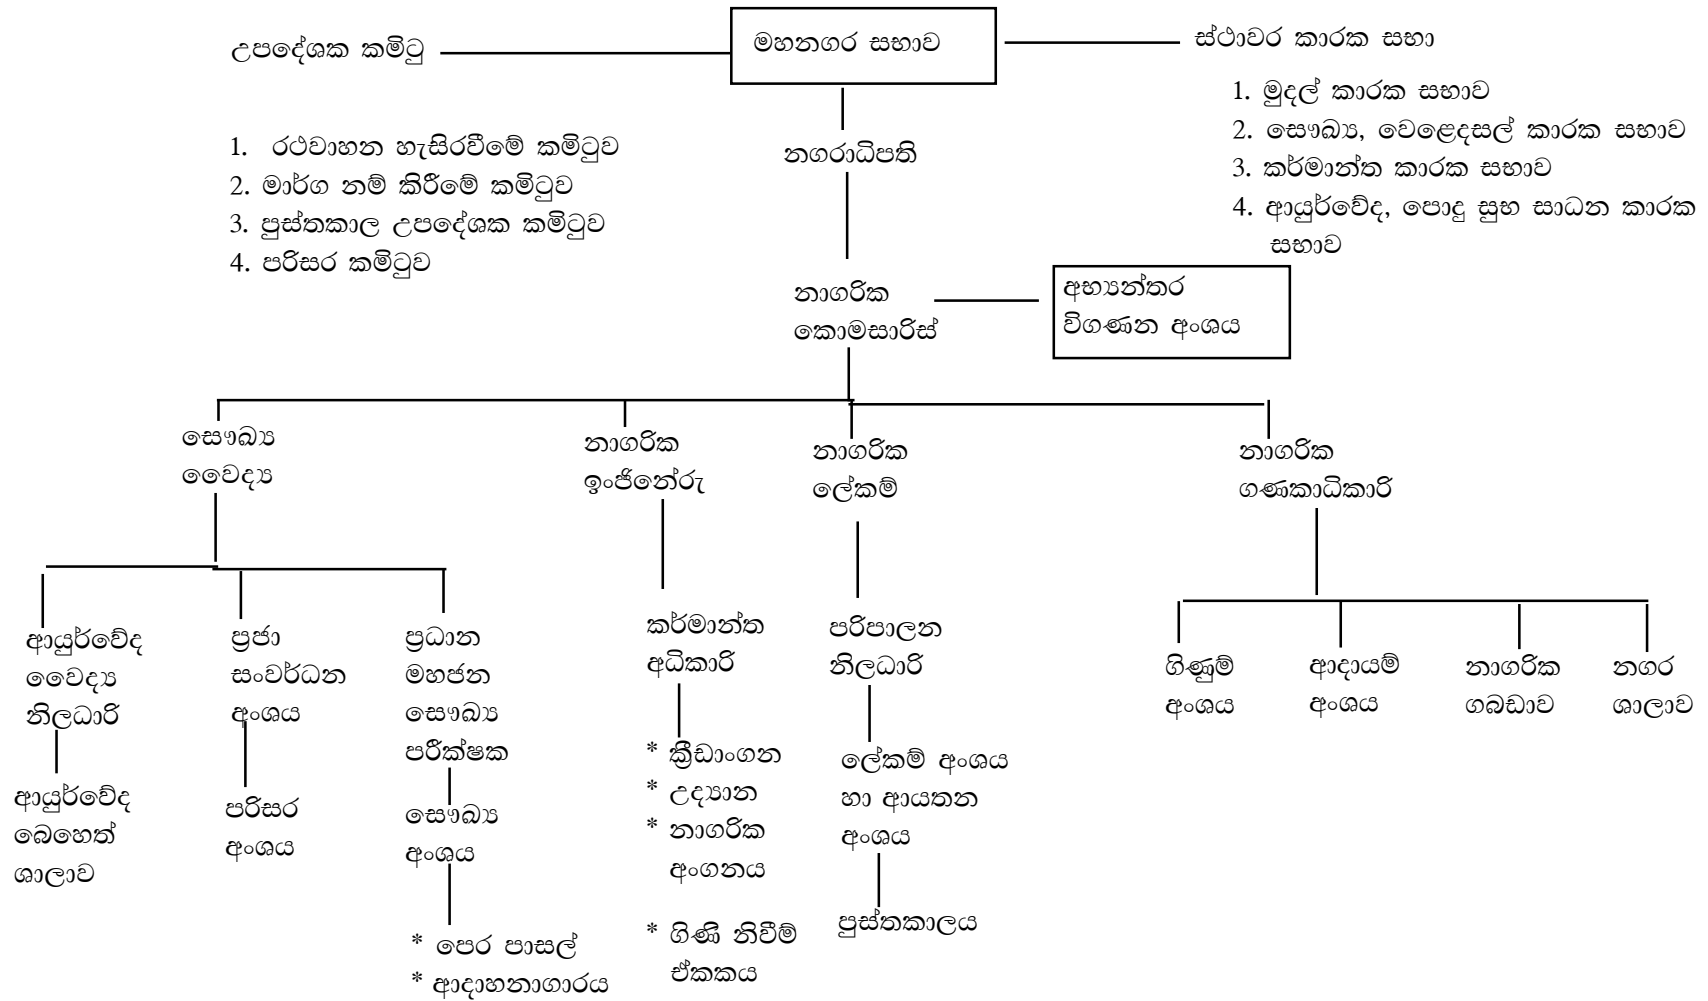 උපදේශක කමිටු
මහනගර සභාව
ස්ථාවර කාරක සභා
1. රථවාහන හැසිරවීමේ කමිටුව
2. මාර්ග නම් කිරීමේ කමිටුව
3. පුස්තකාල උපදේශක කමිටුව
4. පරිසර කමිටුව
නගරාධිපති
1. මුදල් කාරක සභාව
2. සෞඛ්‍ය, වෙළෙදසල් කාරක සභාව
3. කර්මාන්ත කාරක සභාව
4. ආයුර්වේද, පොදු සුභ සාධන කාරක
සභාව
නාගරික
කොමසාරිස්
අභ්‍යන්තර
විගණන අංශය
සෞඛ්‍ය
වෛද්‍ය
නාගරික
ඉංජිනේරු
නාගරික
ලේකම්
නාගරික
ගණකාධිකාරි
ආයුර්වේද
වෛද්‍ය
නිලධාරි
ආයුර්වේද
බෙහෙත්
ශාලාව
ප්‍රජා
සංවර්ධන
අංශය
පරිසර
අංශය
ප්‍රධාන
මහජන
සෞඛ්‍ය
පරීක්ෂක
සෞඛ්‍ය
අංශය
* පෙර පාසල්
* ආදාහනාගාරය
කර්මාන්ත
අධිකාරි
* ක්‍රීඩාංගන
* උද්‍යාන
* නාගරික
අංගනය
* ගිණි නිවීම්
ඒකකය
පරිපාලන
නිලධාරි
ලේකම් අංශය
හා ආයතන
අංශය
පුස්තකාලය
ගිණුම්
අංශය
ආදායම්
අංශය
නාගරික
ගබඩාව
නගර
ශාලාව